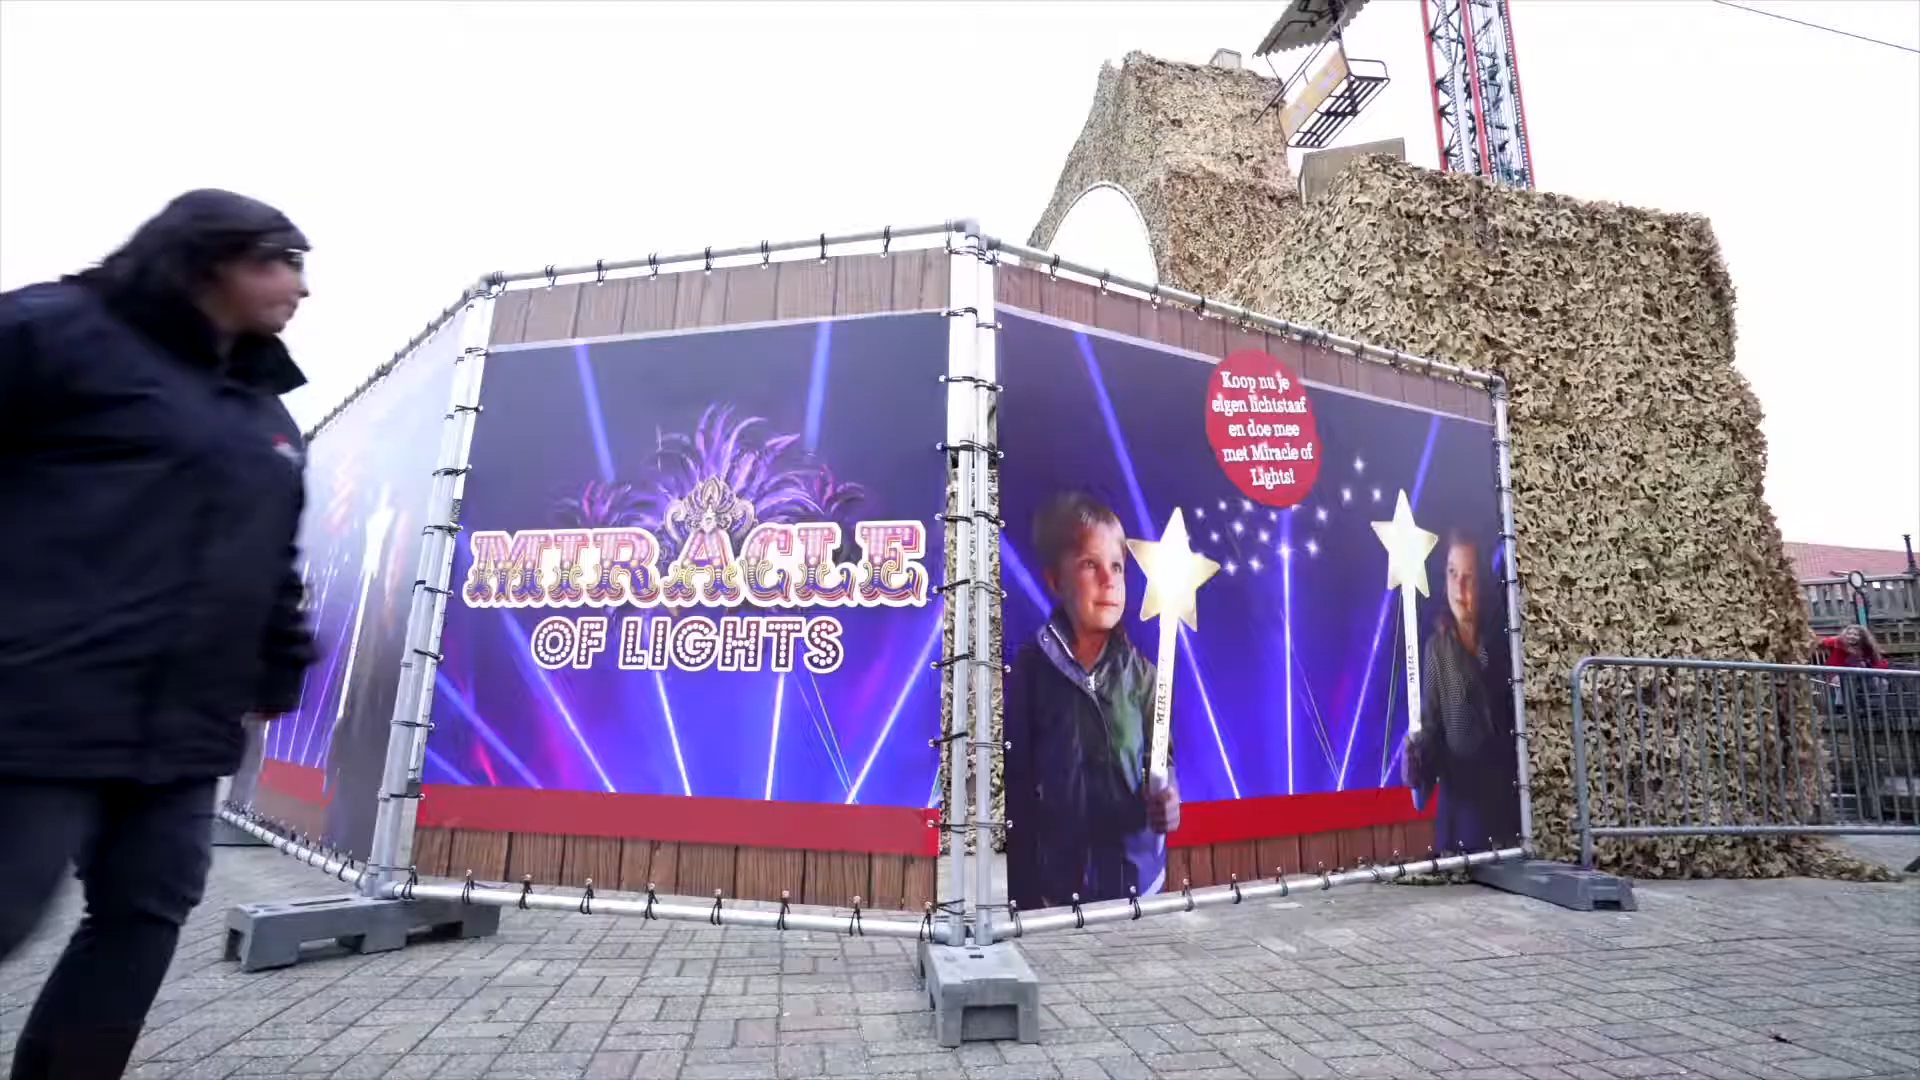 MIRACLE
OF LIGHTS
Koop nu je
eigen lichtstaaf
en doe mee
met Miracle of
Lights!